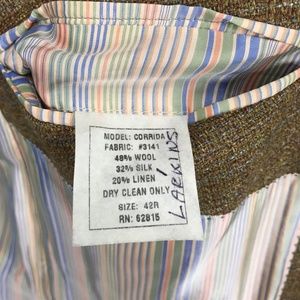 MODEL: CORRIDA
FABRIC: #3141
48% WOOL
32% SILK
20% LINEN
DRY CLEAN ONLY
SIZE: 42R
RN: 62815
LARKINS